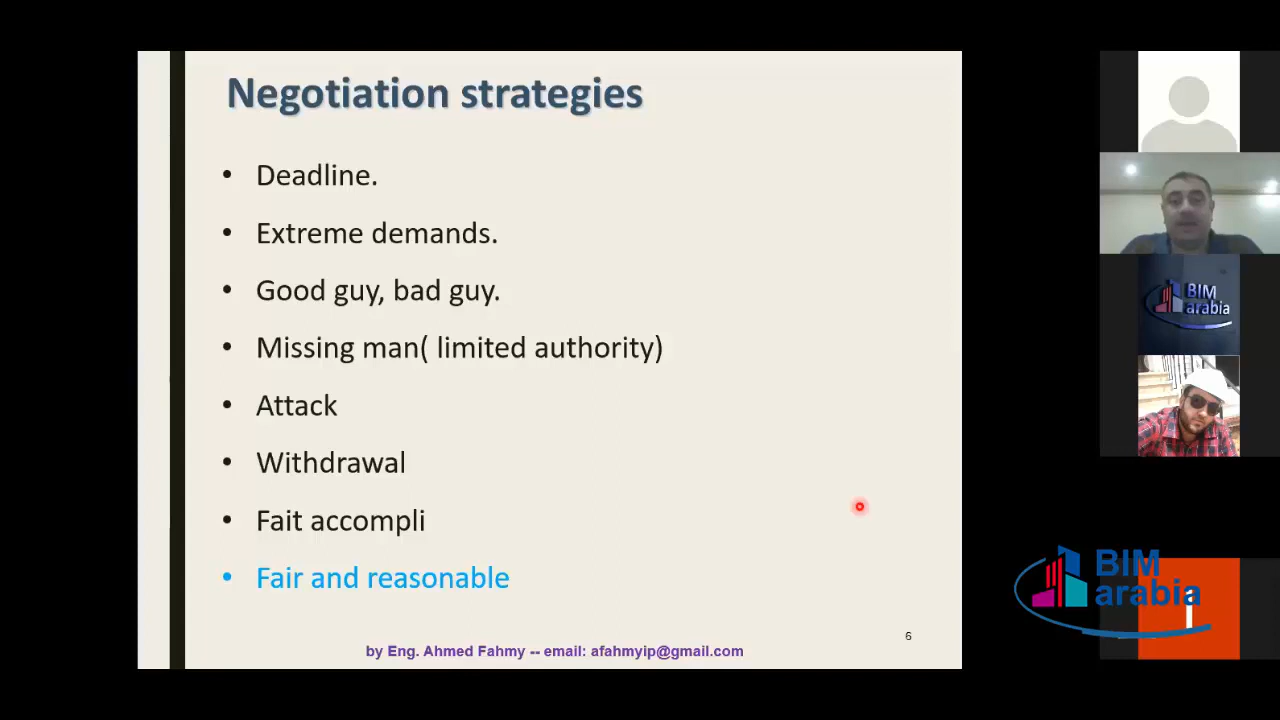 Negotiation strategies
• Deadline.
• Extreme demands.
• Good guy, bad guy.
• Missing man( limited authority)
• Attack
• Withdrawal
• Fait accompli
• Fair and reasonable
6
by Eng. Ahmed Fahmy -- email: afahmyip@gmail.com
BIM
arabia
BIM
arabia